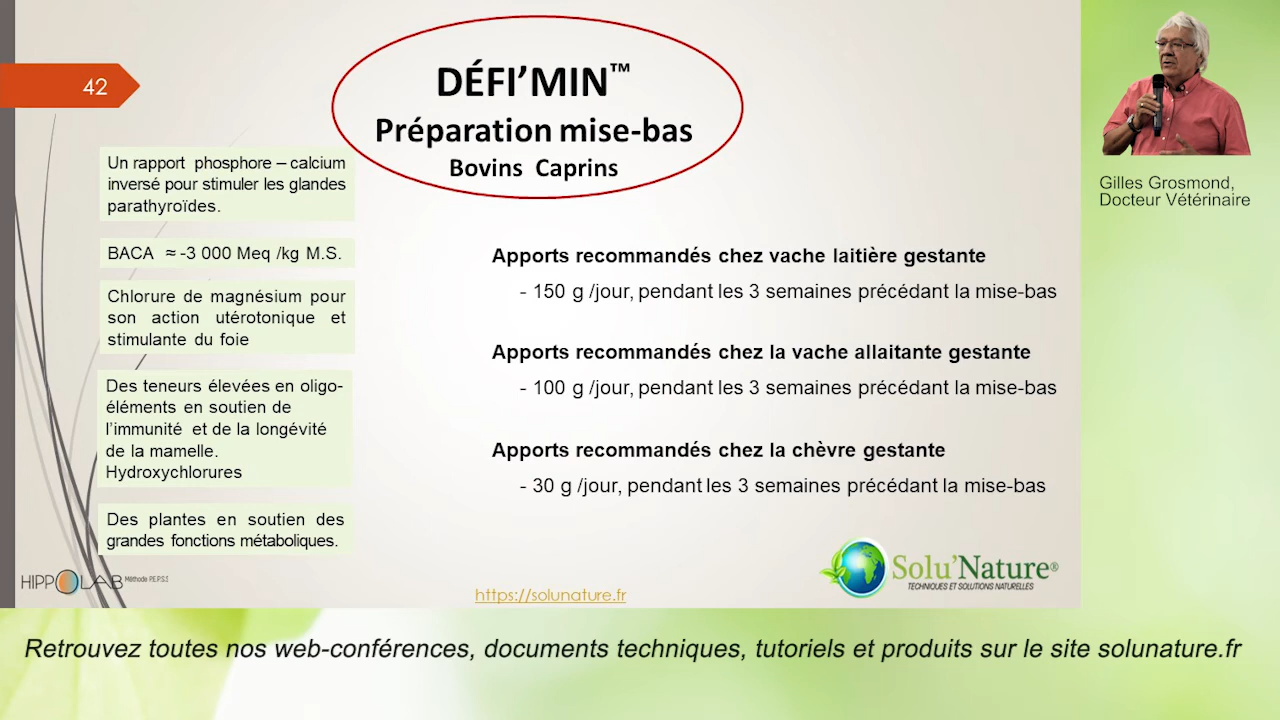 42
DÉFI’MIN™
Préparation mise-bas
Bovins Caprins
Un rapport phosphore – calcium
inversé pour stimuler les glandes
parathyroïdes.
BACA ≈ -3 000 Meq /kg M.S.
Chlorure de magnésium pour
son action utérotonique et
stimulante du foie
Des teneurs élevées en oligo-
éléments en soutien de
l’immunité et de la longévité
de la mamelle.
Hydroxychlorures
Des plantes en soutien des
grandes fonctions métaboliques.
Apports recommandés chez vache laitière gestante
- 150 g /jour, pendant les 3 semaines précédant la mise-bas
Apports recommandés chez la vache allaitante gestante
- 100 g /jour, pendant les 3 semaines précédant la mise-bas
Apports recommandés chez la chèvre gestante
- 30 g /jour, pendant les 3 semaines précédant la mise-bas
HIPPOLAB Méthode P.E.P.S.3
https://solunature.fr
Solu’Nature®
TECHNIQUES ET SOLUTIONS NATURELLES
Gilles Grosmond,
Docteur Vétérinaire
Retrouvez toutes nos web-conférences, documents techniques, tutoriels et produits sur le site solunature.fr